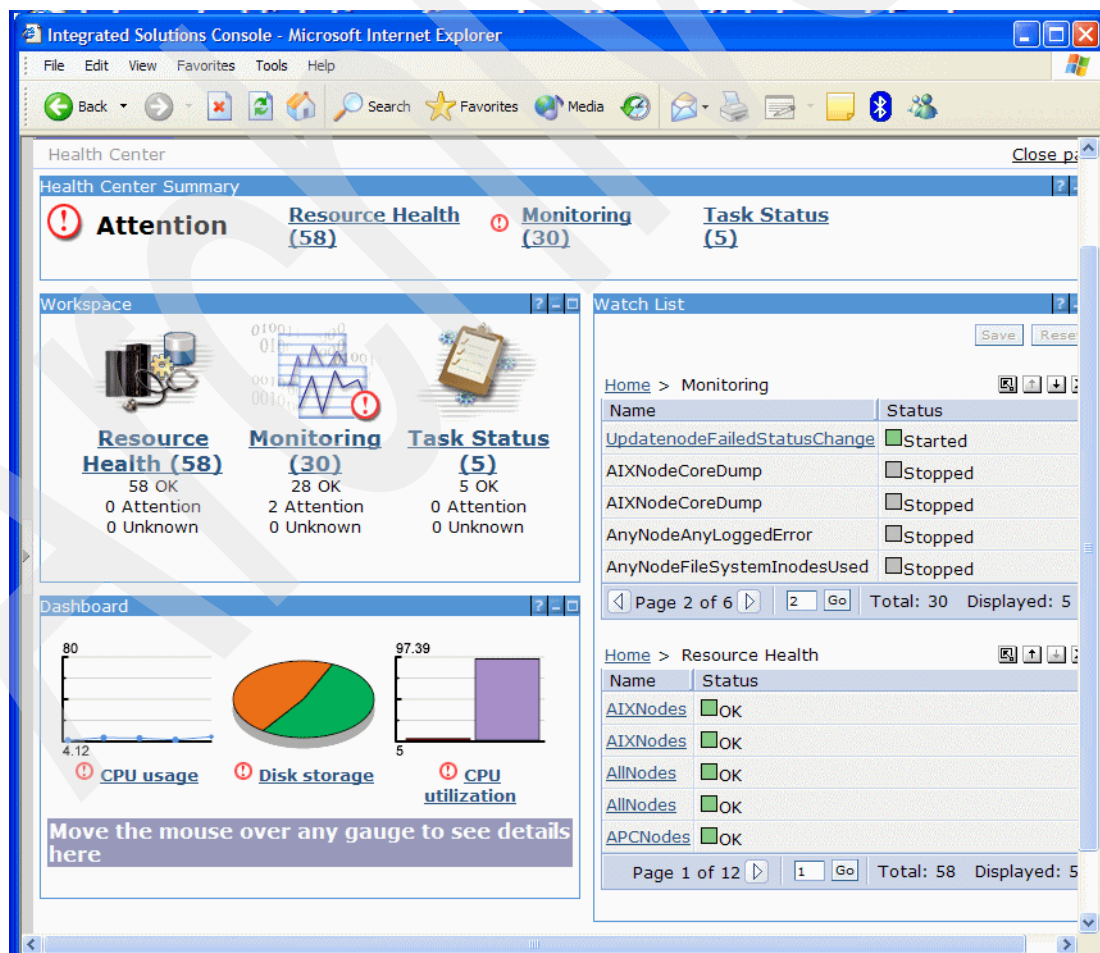 Integrated Solutions Console - Microsoft Internet Explorer
File Edit View Favorites Tools Help
Back Search Favorites Media
Health Center Close pa
Health Center Summary
Attention
Resource Health (58)
Monitoring (30)
Task Status (5)
Workspace
Resource Health (58)
58 OK
0 Attention
0 Unknown
Monitoring (30)
28 OK
2 Attention
0 Unknown
Task Status (5)
5 OK
0 Attention
0 Unknown
Dashboard
80
4.12
CPU usage
Disk storage
97.39
5
CPU utilization
Move the mouse over any gauge to see details here
Watch List
Save Rese
Home > Monitoring
Name Status
UpdatenodeFailedStatusChange Started
AIXNodeCoreDump Stopped
AIXNodeCoreDump Stopped
AnyNodeAnyLoggedError Stopped
AnyNodeFileSystemInodesUsed Stopped
Page 2 of 6 2 Go Total: 30 Displayed: 5
Home > Resource Health
Name Status
AIXNodes OK
AIXNodes OK
AllNodes OK
AllNodes OK
APCNodes OK
Page 1 of 12 1 Go Total: 58 Displayed: 5